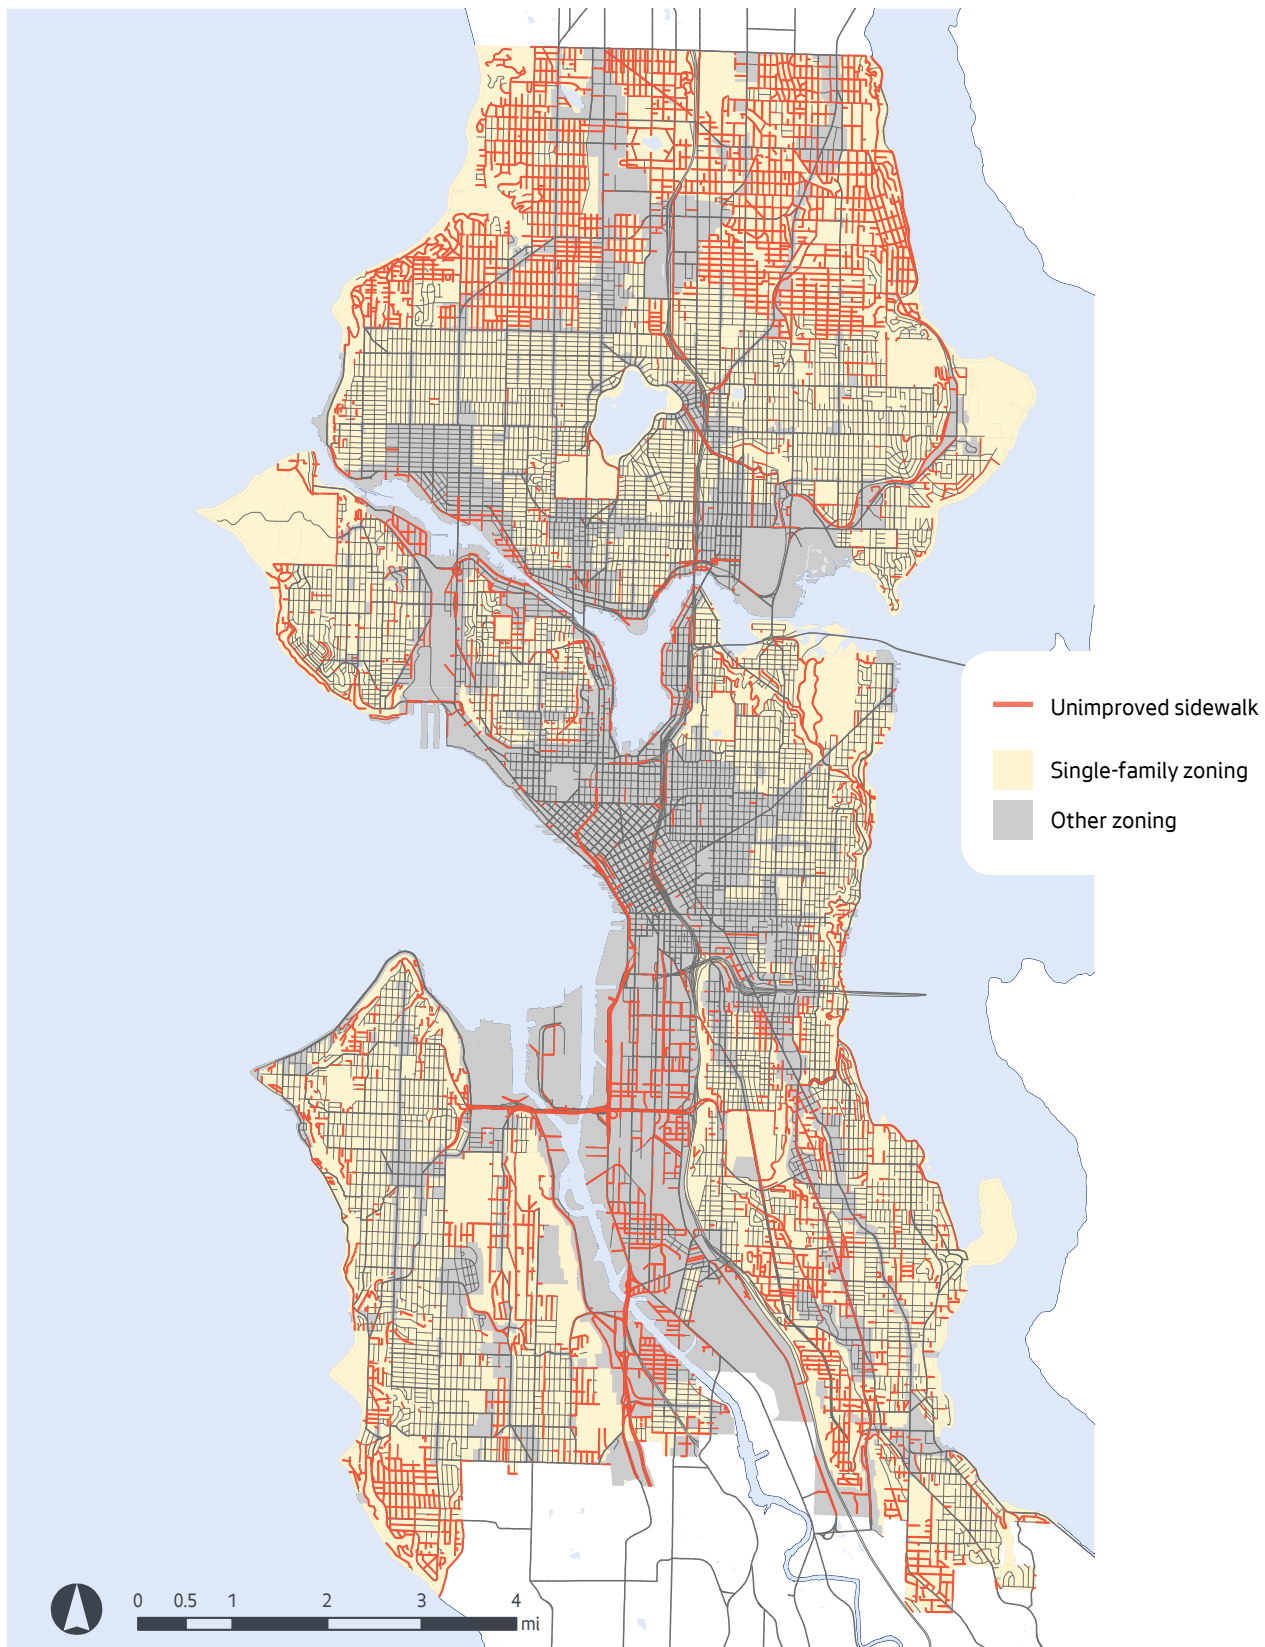 Unimproved sidewalk
Single-family zoning
Other zoning
0 0.5 1 2 3 4
mi